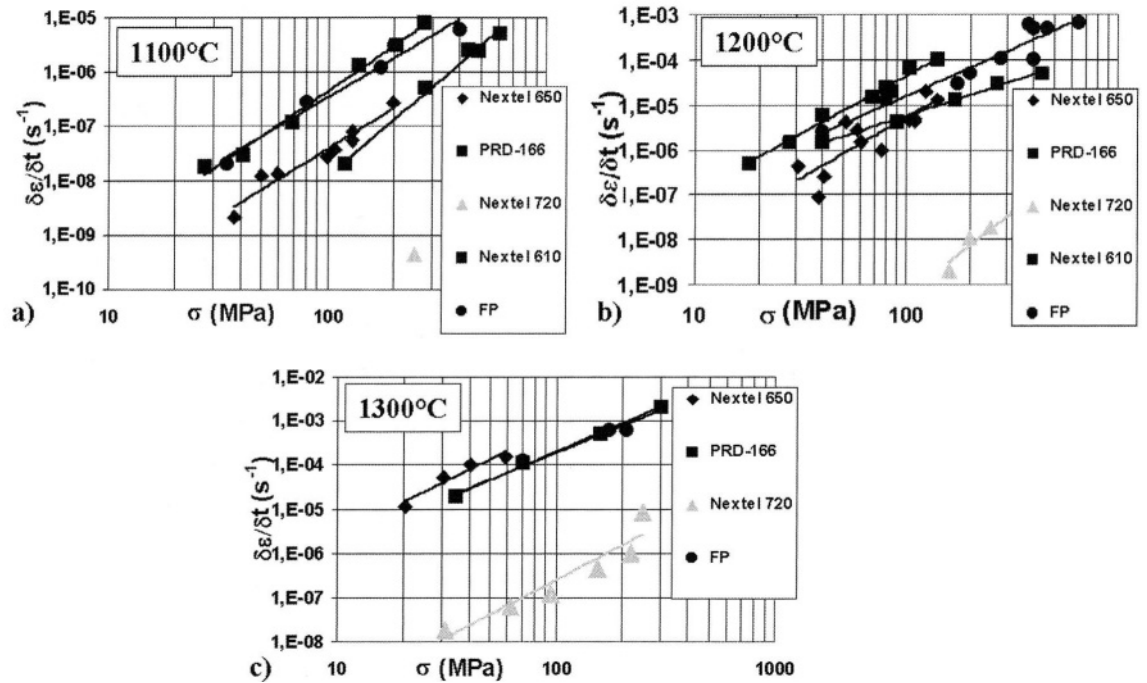 1,E-05
1,E-06
1,E-07
1,E-08
1,E-09
1,E-10
δε/δt (s⁻¹)
1100°C
Nextel 650
PRD-166
Nextel 720
Nextel 610
FP
a)
10
σ (MPa)
100
1,E-03
1,E-04
1,E-05
1,E-06
1,E-07
1,E-08
1,E-09
δε/δt (s⁻¹)
1200°C
Nextel 650
PRD-166
Nextel 720
Nextel 610
FP
b)
10
σ (MPa)
100
1,E-02
1,E-03
1,E-04
1,E-05
1,E-06
1,E-07
1,E-08
δε/δt (s⁻¹)
1300°C
Nextel 650
PRD-166
Nextel 720
FP
c)
10
σ (MPa)
100
1000